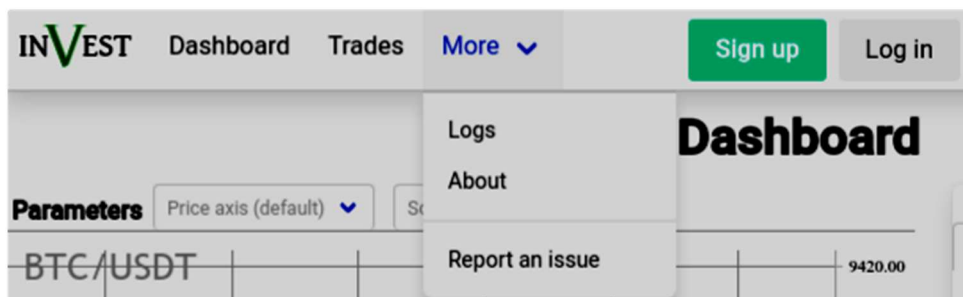 INVEST Dashboard Trades More Sign up Log in
Logs
Dashboard
About
Parameters Price axis (default)
Report an issue
BTC/USDT
9420.00